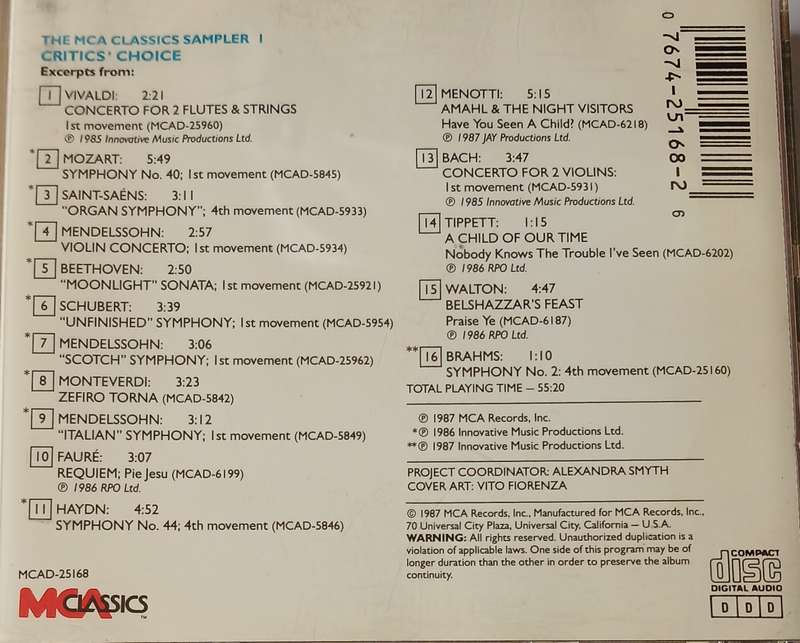 THE MCA CLASSICS SAMPLER I
CRITICS' CHOICE
Excerpts from:
1 VIVALDI: 2:21
CONCERTO FOR 2 FLUTES & STRINGS
1st movement (MCAD-25960)
℗ 1985 Innovative Music Productions Ltd.
*2 MOZART: 5:49
SYMPHONY No. 40; 1st movement (MCAD-5845)
*3 SAINT-SAËNS: 3:11
"ORGAN SYMPHONY"; 4th movement (MCAD-5933)
*4 MENDELSSOHN: 2:57
VIOLIN CONCERTO; 1st movement (MCAD-5934)
*5 BEETHOVEN: 2:50
"MOONLIGHT" SONATA; 1st movement (MCAD-25921)
*6 SCHUBERT: 3:39
"UNFINISHED" SYMPHONY; 1st movement (MCAD-5954)
*7 MENDELSSOHN: 3:06
"SCOTCH" SYMPHONY; 1st movement (MCAD-25962)
*8 MONTEVERDI: 3:23
ZEFIRO TORNA (MCAD-5842)
*9 MENDELSSOHN: 3:12
"ITALIAN" SYMPHONY; 1st movement (MCAD-5849)
10 FAURÉ: 3:07
REQUIEM; Pie Jesu (MCAD-6199)
℗ 1986 RPO Ltd.
*11 HAYDN: 4:52
SYMPHONY No. 44; 4th movement (MCAD-5846)
MCAD-25168
MCA CLASSICS™
12 MENOTTI: 5:15
AMAHL & THE NIGHT VISITORS
Have You Seen A Child? (MCAD-6218)
℗ 1987 JAY Productions Ltd.
13 BACH: 3:47
CONCERTO FOR 2 VIOLINS:
1st movement (MCAD-5931)
℗ 1985 Innovative Music Productions Ltd.
14 TIPPETT: 1:15
A CHILD OF OUR TIME
Nobody Knows The Trouble I've Seen (MCAD-6202)
℗ 1986 RPO Ltd.
15 WALTON: 4:47
BELSHAZZAR'S FEAST
Praise Ye (MCAD-6187)
℗ 1986 RPO Ltd.
**16 BRAHMS: 1:10
SYMPHONY No. 2: 4th movement (MCAD-25160)
TOTAL PLAYING TIME – 55:20
℗ 1987 MCA Records, Inc.
*℗ 1986 Innovative Music Productions Ltd.
**℗ 1987 Innovative Music Productions Ltd.
PROJECT COORDINATOR: ALEXANDRA SMYTH
COVER ART: VITO FIORENZA
© 1987 MCA Records, Inc., Manufactured for MCA Records, Inc.,
70 Universal City Plaza, Universal City, California – U.S.A.
WARNING: All rights reserved. Unauthorized duplication is a
violation of applicable laws. One side of this program may be of
longer duration than the other in order to preserve the album
continuity.
0 7674-25168-2 9
COMPACT
disc
DIGITAL AUDIO
D D D